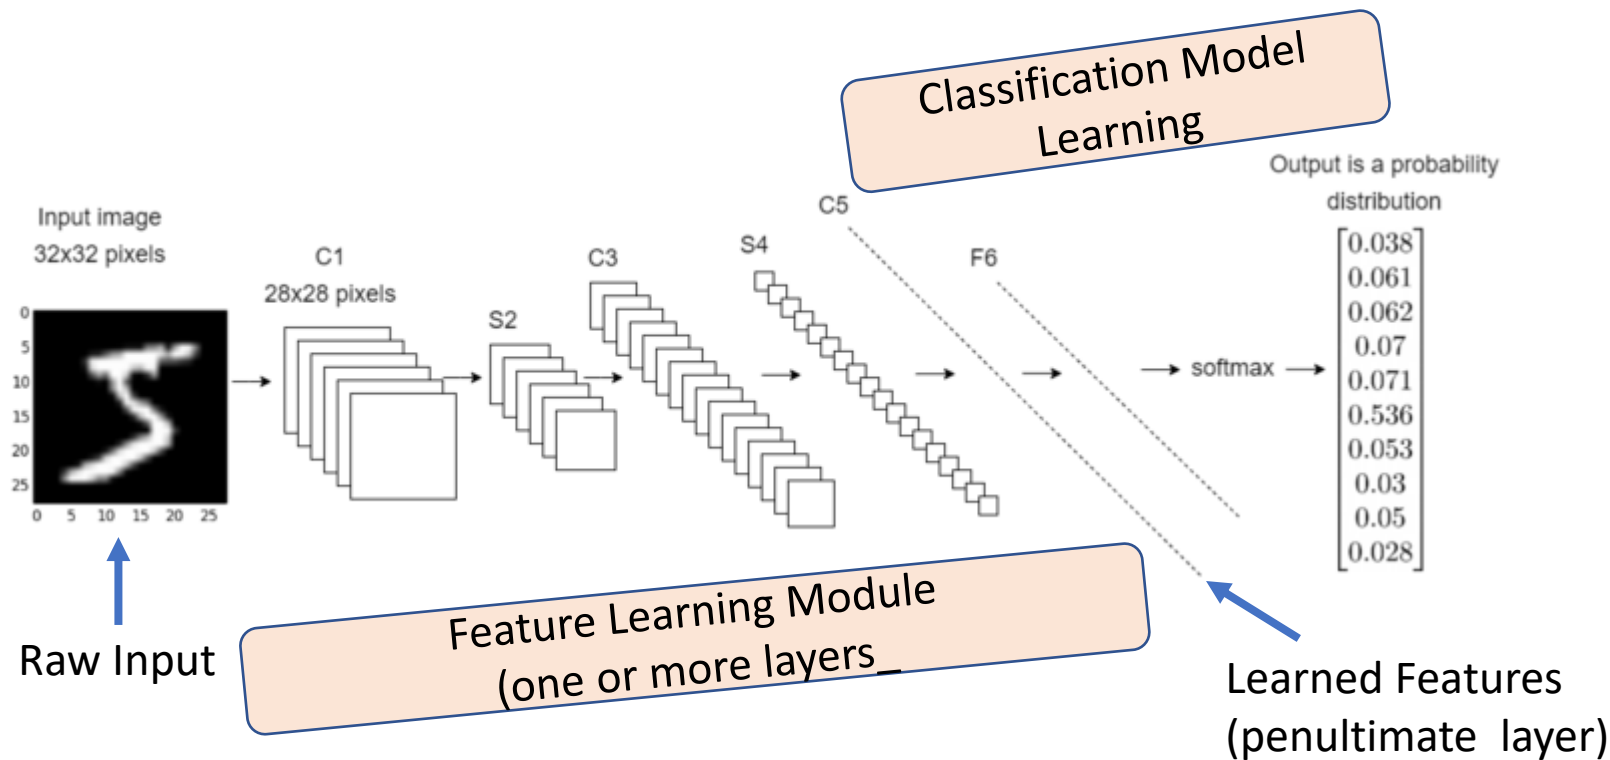 Classification Model
Learning
Output is a probability
distribution
Input image
32x32 pixels
C1
28x28 pixels
S2
C3
S4
C5
F6
softmax
0
5
10
15
20
25
0 5 10 15 20 25
0.038
0.061
0.062
0.07
0.071
0.536
0.053
0.03
0.05
0.028
Raw Input
Feature Learning Module
(one or more layers_
Learned Features
(penultimate layer)